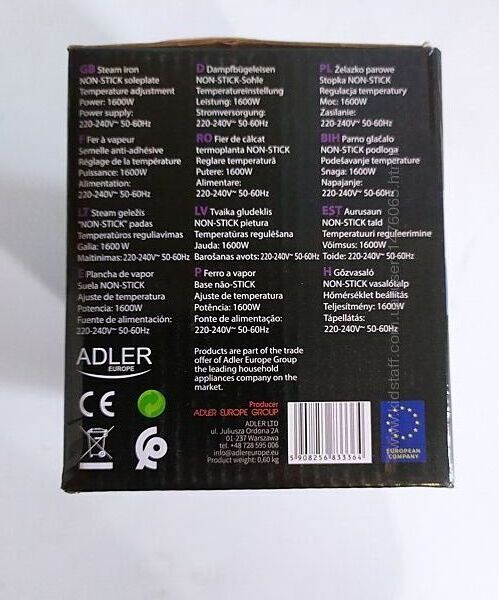 GB Steam iron
NON-STICK soleplate
Temperature adjustment
Power: 1600W
Power supply:
220-240V~ 50-60Hz
D Dampfbügeleisen
NON-STICK-Sohle
Temperatureinstellung
Leistung: 1600W
Stromversorgung:
220-240V~ 50-60Hz
PL Żelazko parowe
Stopka NON-STICK
Regulacja temperatury
Moc: 1600W
Zasilanie:
220-240V~ 50-60Hz
F Fer à vapeur
Semelle anti-adhésive
Réglage de la température
Puissance: 1600W
Alimentation:
220-240V~ 50-60Hz
RO Fier de călcat
termoplanta NON-STICK
Reglare temperatură
Putere: 1600W
Alimentare:
220-240V~ 50-60Hz
BIH Parno glačalo
NON-STICK podloga
Podešavanje temperature
Snaga: 1600W
Napajanje:
220-240V~ 50-60Hz
LT Steam geležis
"NON-STICK" padas
Temperatūros reguliavimas
Galia: 1600 W
Maitinimas: 220-240V~ 50-60Hz
LV Tvaika gludeklis
NON-STICK pietura
Temperatūras regulēšana
Jauda: 1600W
Barošanas avots: 220-240V~ 50-60Hz
EST Aurusaun
NON-STICK tald
Temperatuuri reguleerimine
Võimsus: 1600W
Toide: 220-240V~ 50-60Hz
E Plancha de vapor
Suela NON-STICK
Ajuste de temperatura
Potencia: 1600W
Fuente de alimentación:
220-240V~ 50-60Hz
P Ferro a vapor
Base não-STICK
Ajuste de temperatura
Potência: 1600W
Fonte de alimentação:
220-240V~ 50-60Hz
H Gőzvasaló
NON-STICK vasalótalp
Hőmérséklet beállítás
Teljesítmény: 1600W
Tápellátás:
220-240V~ 50-60Hz
ADLER
EUROPE
Products are part of the trade
offer of Adler Europe Group
the leading household
appliances company on the
market.
CE
Producer
ADLER EUROPE GROUP
ADLER LTD
ul. Juliusza Ordona 2A
01-237 Warszawa
tel. +48 728 595 006
info@adlereurope.eu
Product weight: 0,60 kg
5 908256 833364
EUROPEAN
COMPANY